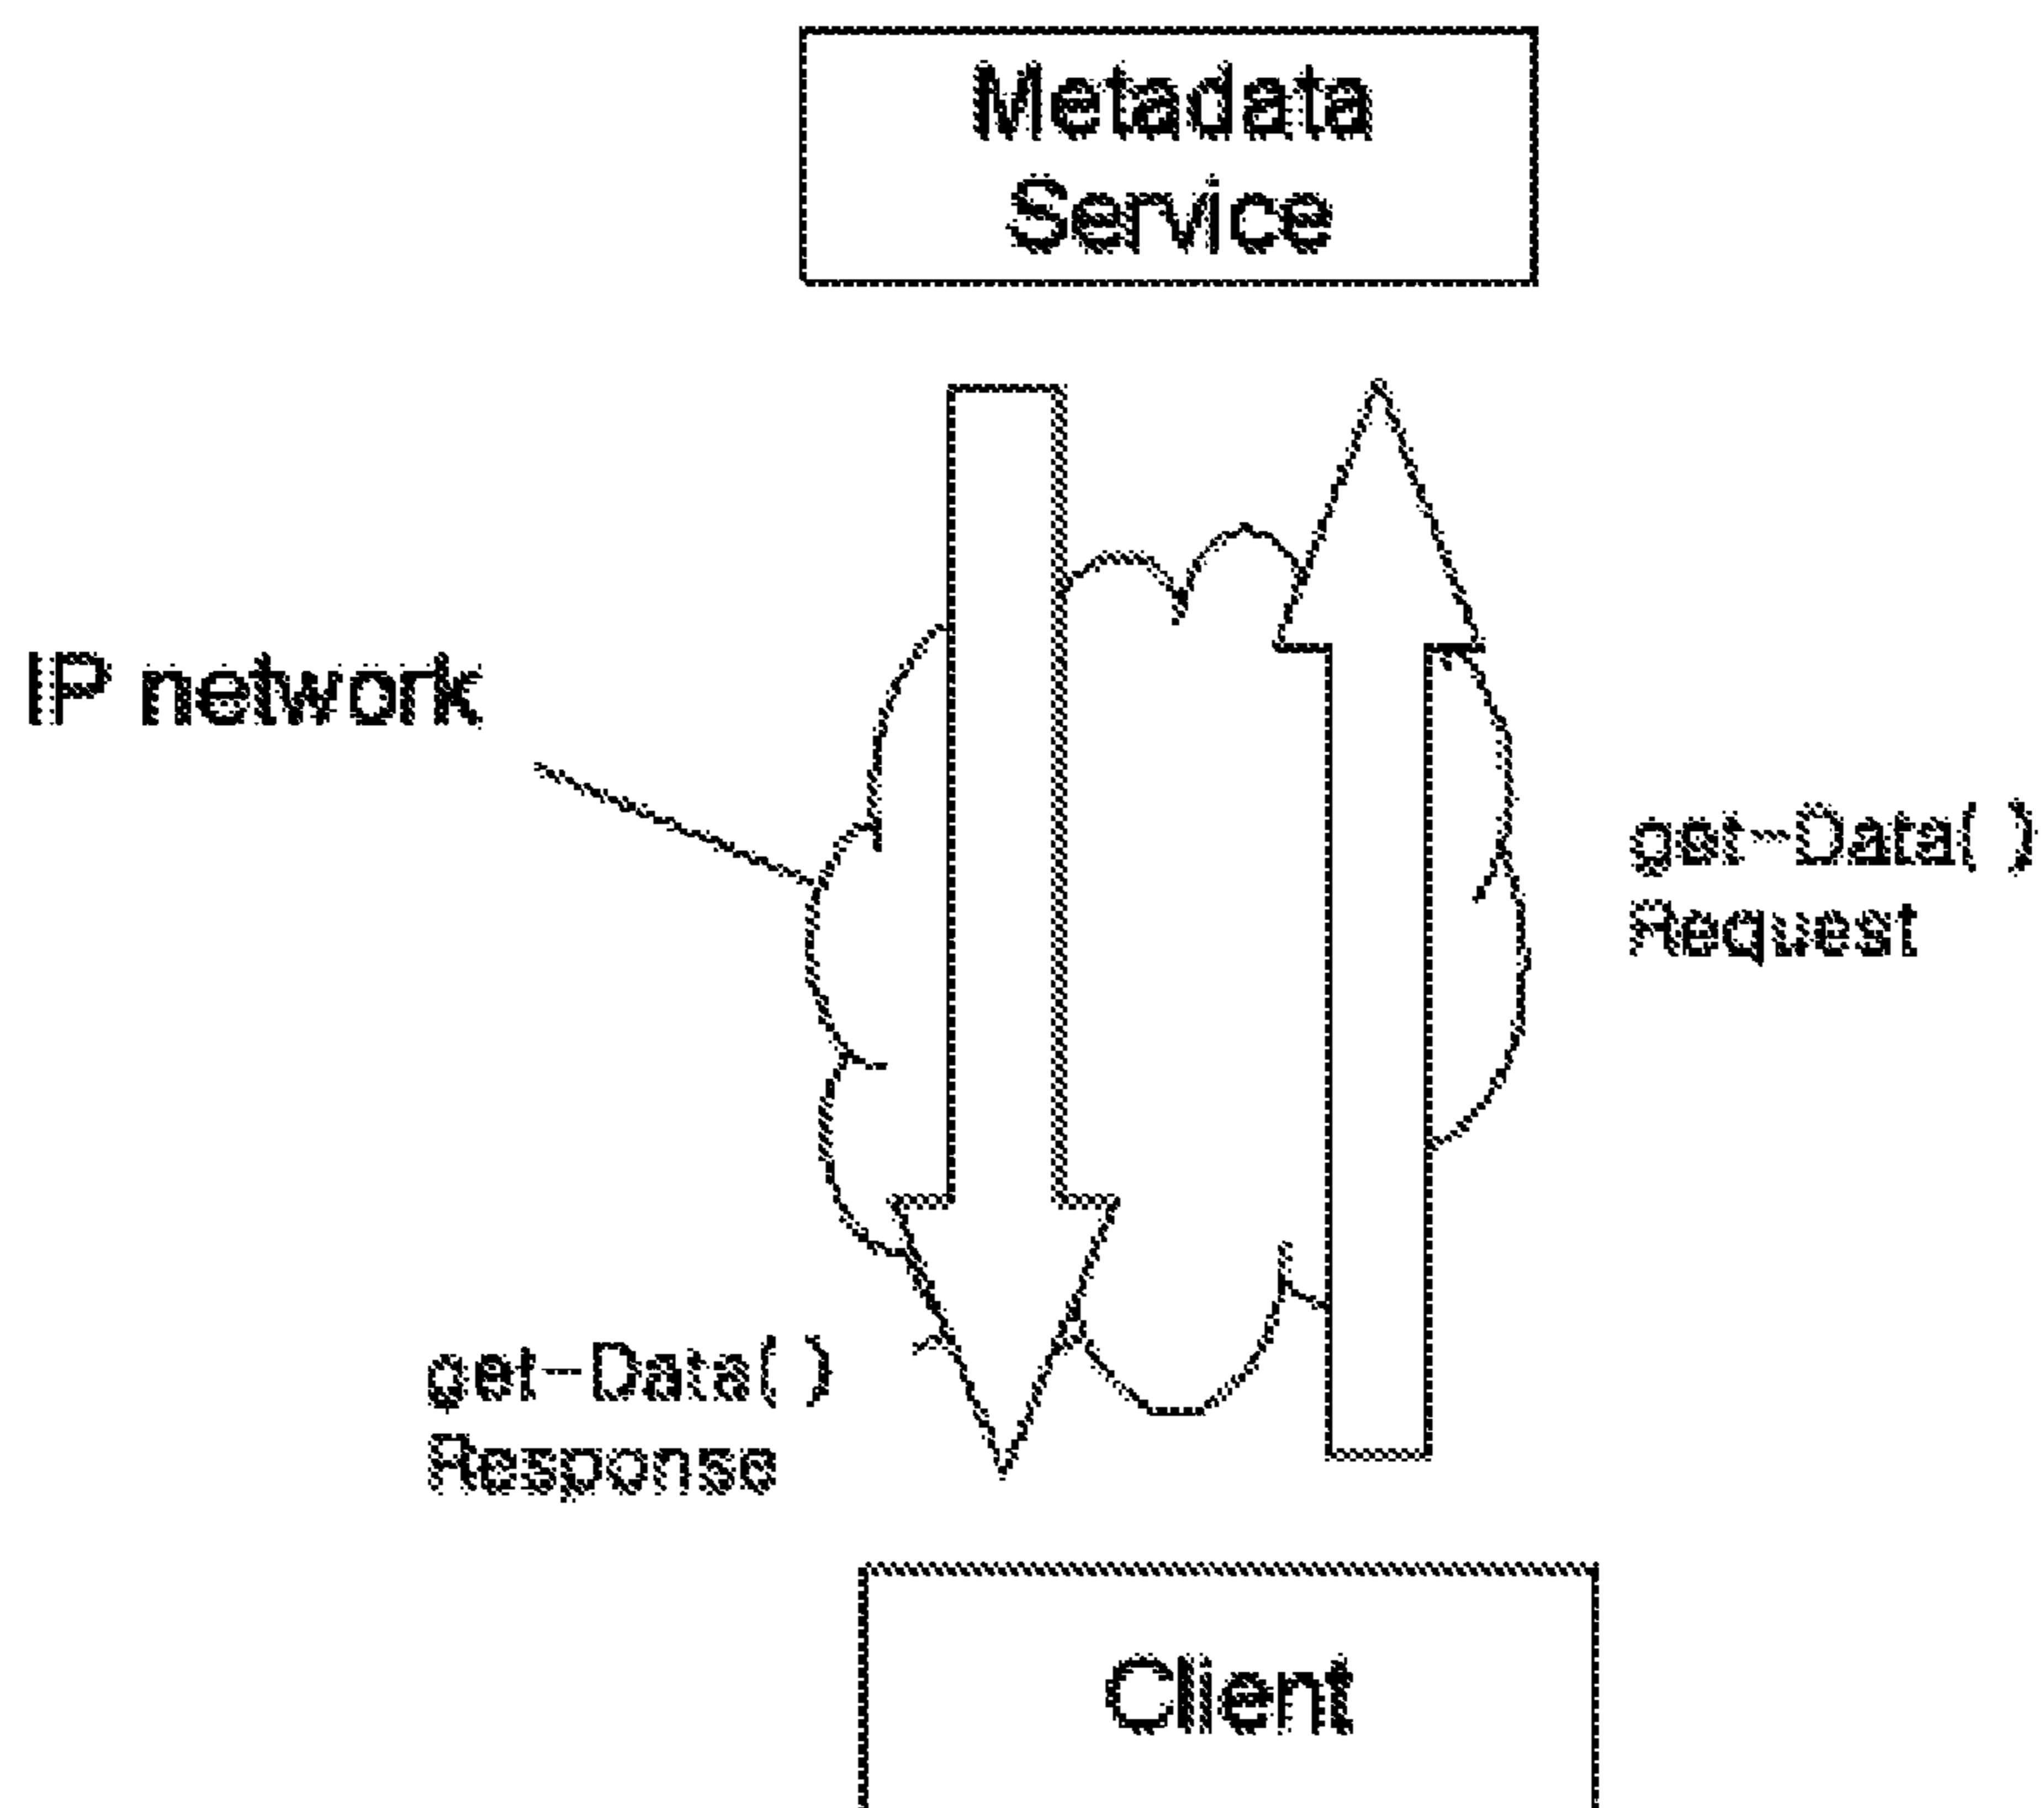 Metadata
Service
IP network
get-Data( )
Request
get-Data( )
Response
Client